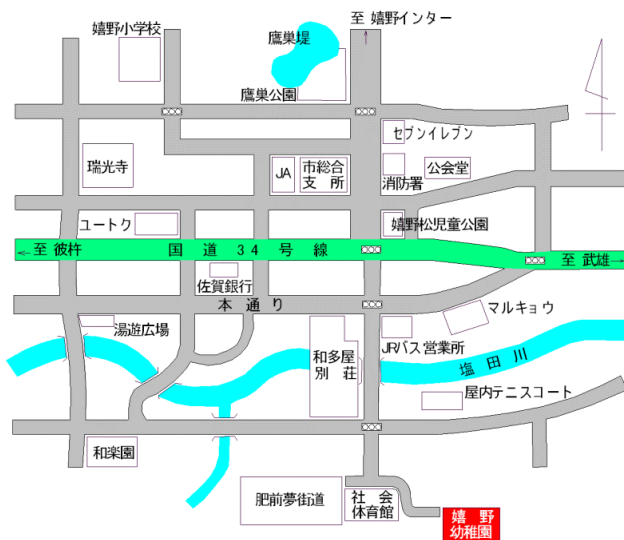 至 嬉野インター
嬉野小学校
鷹巣堤
鷹巣公園
セブンイレブン
瑞光寺
JA
市総合
支所
消防署
公会堂
ユートク
嬉野松児童公園
←至 彼杵
国道34号線
至 武雄→
佐賀銀行
本通り
湯遊広場
和多屋
別荘
JRバス営業所
マルキョウ
塩田川
屋内テニスコート
和楽園
肥前夢街道
社会
体育館
嬉野
幼稚園